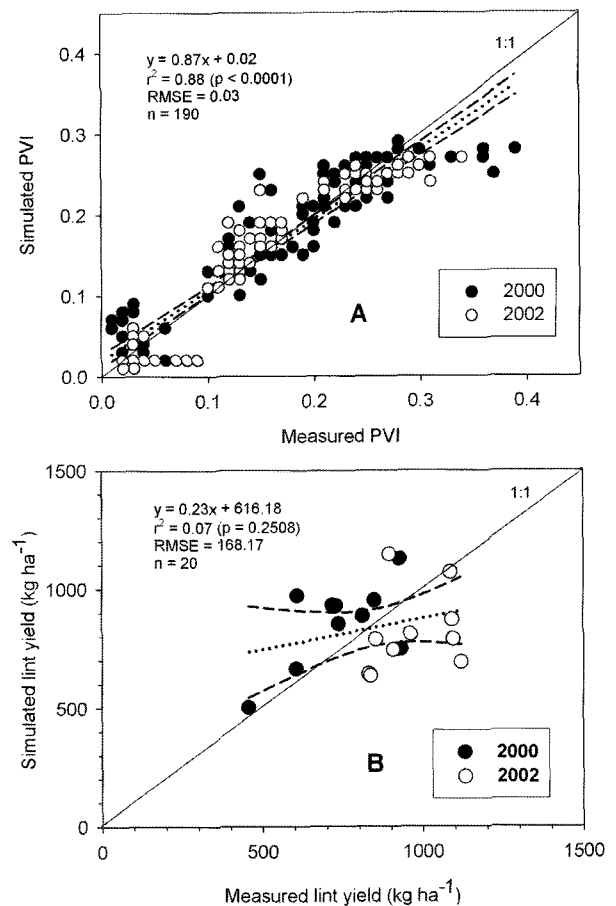 0.4
0.3
0.2
0.1
0.0
Simulated PVI
y = 0.87x + 0.02
r² = 0.88 (p < 0.0001)
RMSE = 0.03
n = 190
1:1
A
2000
2002
0.0 0.1 0.2 0.3 0.4
Measured PVI
1500
1000
500
0
Simulated lint yield (kg ha⁻¹)
y = 0.23x + 616.18
r² = 0.07 (p = 0.2508)
RMSE = 168.17
n = 20
1:1
B
2000
2002
0 500 1000 1500
Measured lint yield (kg ha⁻¹)